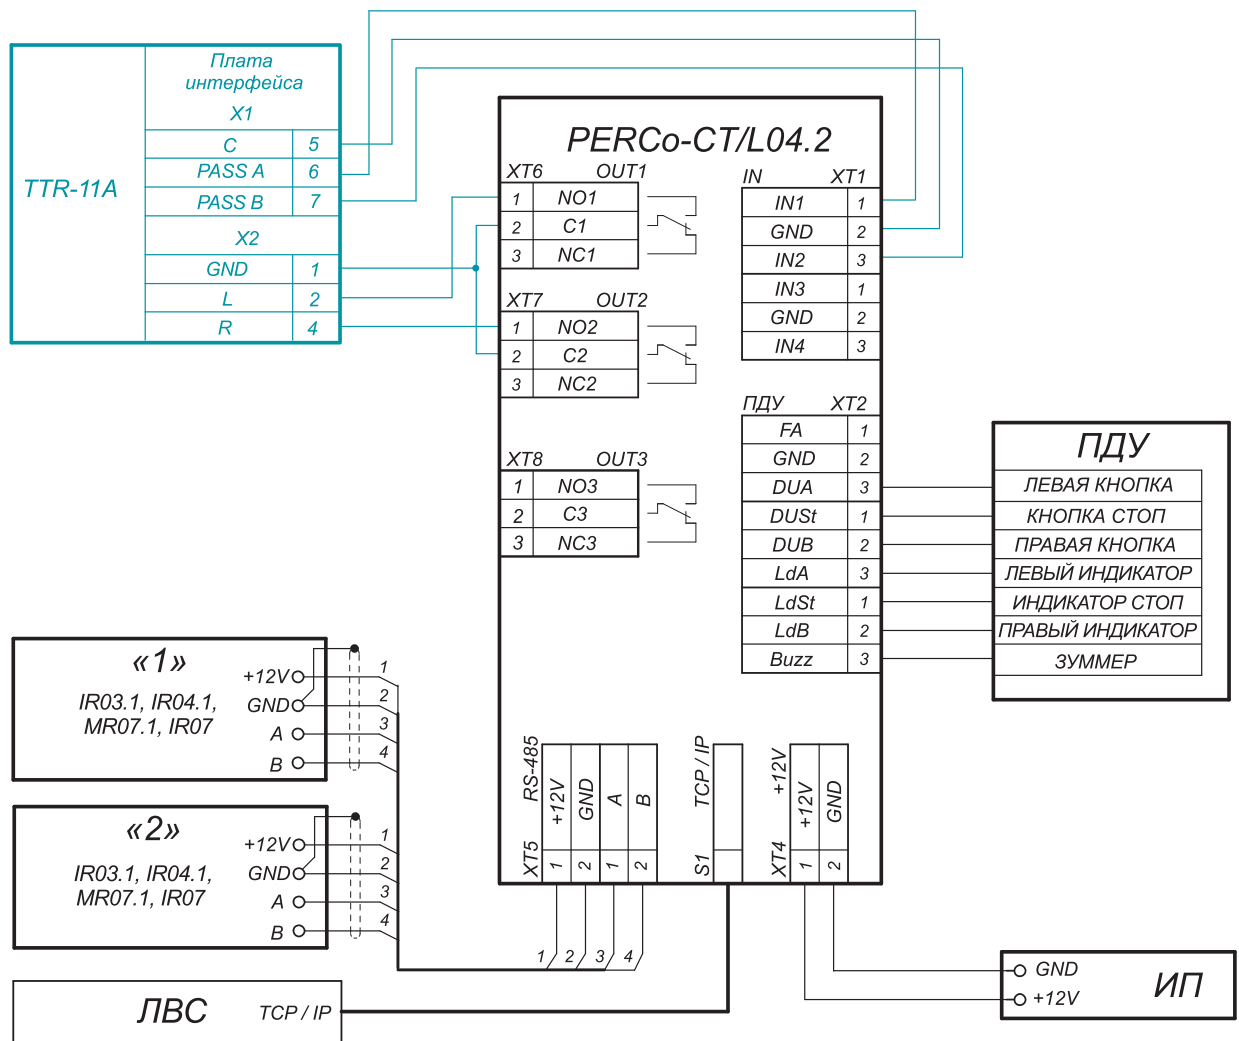 TTR-11A
Плата
интерфейса
X1
C 5
PASS A 6
PASS B 7
X2
GND 1
L 2
R 4
PERCo-CT/L04.2
XT6 OUT1
1 NO1
2 C1
3 NC1
XT7 OUT2
1 NO2
2 C2
3 NC2
XT8 OUT3
1 NO3
2 C3
3 NC3
IN XT1
IN1 1
GND 2
IN2 3
IN3 1
GND 2
IN4 3
ПДУ XT2
FA 1
GND 2
DUA 3
DUSt 1
DUB 2
LdA 3
LdSt 1
LdB 2
Buzz 3
ПДУ
ЛЕВАЯ КНОПКА
КНОПКА СТОП
ПРАВАЯ КНОПКА
ЛЕВЫЙ ИНДИКАТОР
ИНДИКАТОР СТОП
ПРАВЫЙ ИНДИКАТОР
ЗУММЕР
«1»
IR03.1, IR04.1,
MR07.1, IR07
+12V 1
GND 2
A 3
B 4
«2»
IR03.1, IR04.1,
MR07.1, IR07
+12V 1
GND 2
A 3
B 4
XT5 RS-485
1 +12V
2 GND
1 A
2 B
S1 TCP / IP
XT4 +12V
1 +12V
2 GND
1 2 3 4
ЛВС TCP / IP
GND
+12V
ИП